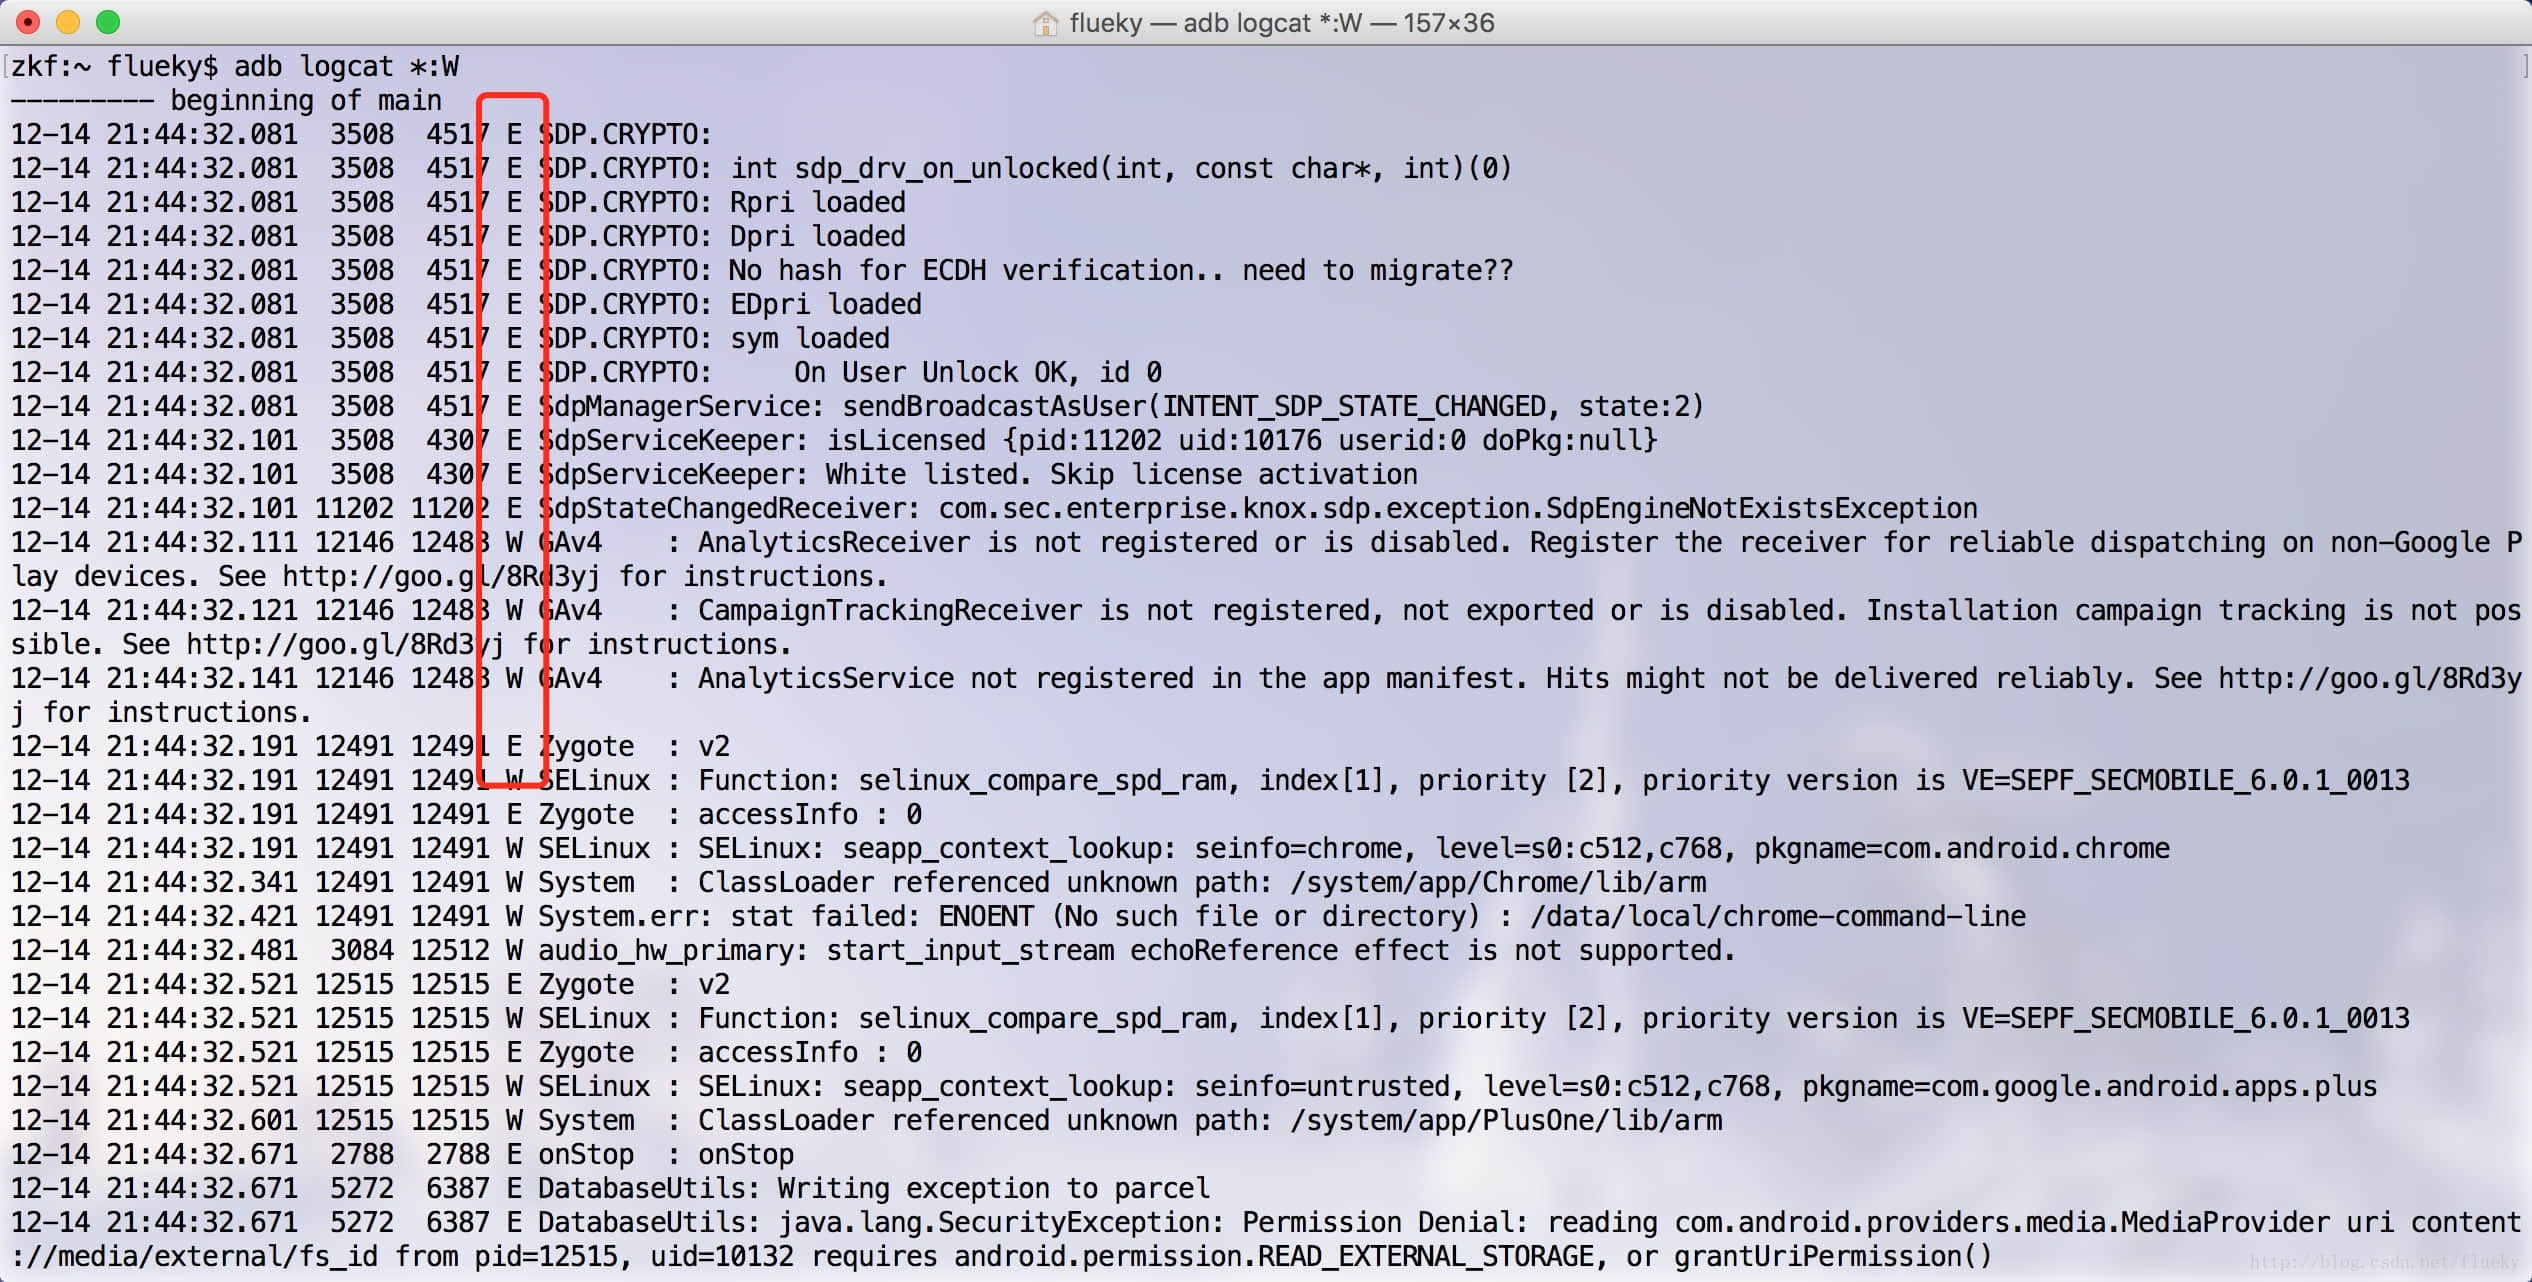 flueky — adb logcat *:W — 157×36
[zkf:~ flueky$ adb logcat *:W ]
--------- beginning of main
12-14 21:44:32.081  3508  4517 E SDP.CRYPTO:
12-14 21:44:32.081  3508  4517 E SDP.CRYPTO: int sdp_drv_on_unlocked(int, const char*, int)(0)
12-14 21:44:32.081  3508  4517 E SDP.CRYPTO: Rpri loaded
12-14 21:44:32.081  3508  4517 E SDP.CRYPTO: Dpri loaded
12-14 21:44:32.081  3508  4517 E SDP.CRYPTO: No hash for ECDH verification.. need to migrate??
12-14 21:44:32.081  3508  4517 E SDP.CRYPTO: EDpri loaded
12-14 21:44:32.081  3508  4517 E SDP.CRYPTO: sym loaded
12-14 21:44:32.081  3508  4517 E SDP.CRYPTO:     On User Unlock OK, id 0
12-14 21:44:32.081  3508  4517 E SdpManagerService: sendBroadcastAsUser(INTENT_SDP_STATE_CHANGED, state:2)
12-14 21:44:32.101  3508  4307 E SdpServiceKeeper: isLicensed {pid:11202 uid:10176 userid:0 doPkg:null}
12-14 21:44:32.101  3508  4307 E SdpServiceKeeper: White listed. Skip license activation
12-14 21:44:32.101 11202 11202 E SdpStateChangedReceiver: com.sec.enterprise.knox.sdp.exception.SdpEngineNotExistsException
12-14 21:44:32.111 12146 12483 W GAv4    : AnalyticsReceiver is not registered or is disabled. Register the receiver for reliable dispatching on non-Google P
lay devices. See http://goo.gl/8Rd3yj for instructions.
12-14 21:44:32.121 12146 12483 W GAv4    : CampaignTrackingReceiver is not registered, not exported or is disabled. Installation campaign tracking is not pos
sible. See http://goo.gl/8Rd3yj for instructions.
12-14 21:44:32.141 12146 12483 W GAv4    : AnalyticsService not registered in the app manifest. Hits might not be delivered reliably. See http://goo.gl/8Rd3y
j for instructions.
12-14 21:44:32.191 12491 12491 E Zygote  : v2
12-14 21:44:32.191 12491 12491 W SELinux : Function: selinux_compare_spd_ram, index[1], priority [2], priority version is VE=SEPF_SECMOBILE_6.0.1_0013
12-14 21:44:32.191 12491 12491 E Zygote  : accessInfo : 0
12-14 21:44:32.191 12491 12491 W SELinux : SELinux: seapp_context_lookup: seinfo=chrome, level=s0:c512,c768, pkgname=com.android.chrome
12-14 21:44:32.341 12491 12491 W System  : ClassLoader referenced unknown path: /system/app/Chrome/lib/arm
12-14 21:44:32.421 12491 12491 W System.err: stat failed: ENOENT (No such file or directory) : /data/local/chrome-command-line
12-14 21:44:32.481  3084 12512 W audio_hw_primary: start_input_stream echoReference effect is not supported.
12-14 21:44:32.521 12515 12515 E Zygote  : v2
12-14 21:44:32.521 12515 12515 W SELinux : Function: selinux_compare_spd_ram, index[1], priority [2], priority version is VE=SEPF_SECMOBILE_6.0.1_0013
12-14 21:44:32.521 12515 12515 E Zygote  : accessInfo : 0
12-14 21:44:32.521 12515 12515 W SELinux : SELinux: seapp_context_lookup: seinfo=untrusted, level=s0:c512,c768, pkgname=com.google.android.apps.plus
12-14 21:44:32.601 12515 12515 W System  : ClassLoader referenced unknown path: /system/app/PlusOne/lib/arm
12-14 21:44:32.671  2788  2788 E onStop  : onStop
12-14 21:44:32.671  5272  6387 E DatabaseUtils: Writing exception to parcel
12-14 21:44:32.671  5272  6387 E DatabaseUtils: java.lang.SecurityException: Permission Denial: reading com.android.providers.media.MediaProvider uri content
://media/external/fs_id from pid=12515, uid=10132 requires android.permission.READ_EXTERNAL_STORAGE, or grantUriPermission()
http://blog.csdn.net/flueky